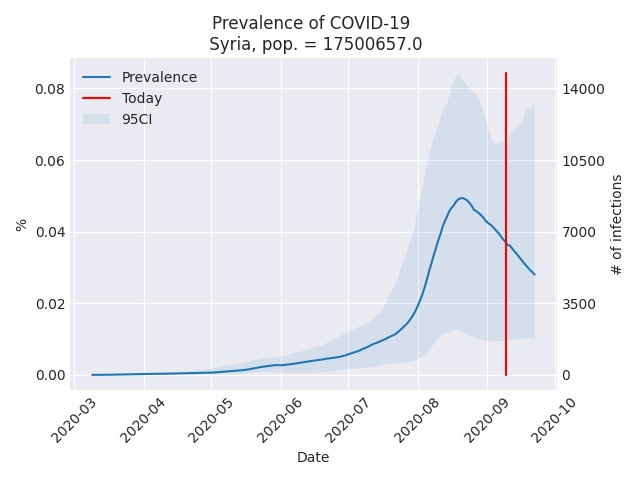 Prevalence of COVID-19
Syria, pop. = 17500657.0
Prevalence
Today
95CI
0.08
0.06
0.04
0.02
0.00
%
14000
10500
7000
3500
0
# of infections
2020-03
2020-04
2020-05
2020-06
2020-07
2020-08
2020-09
2020-10
Date